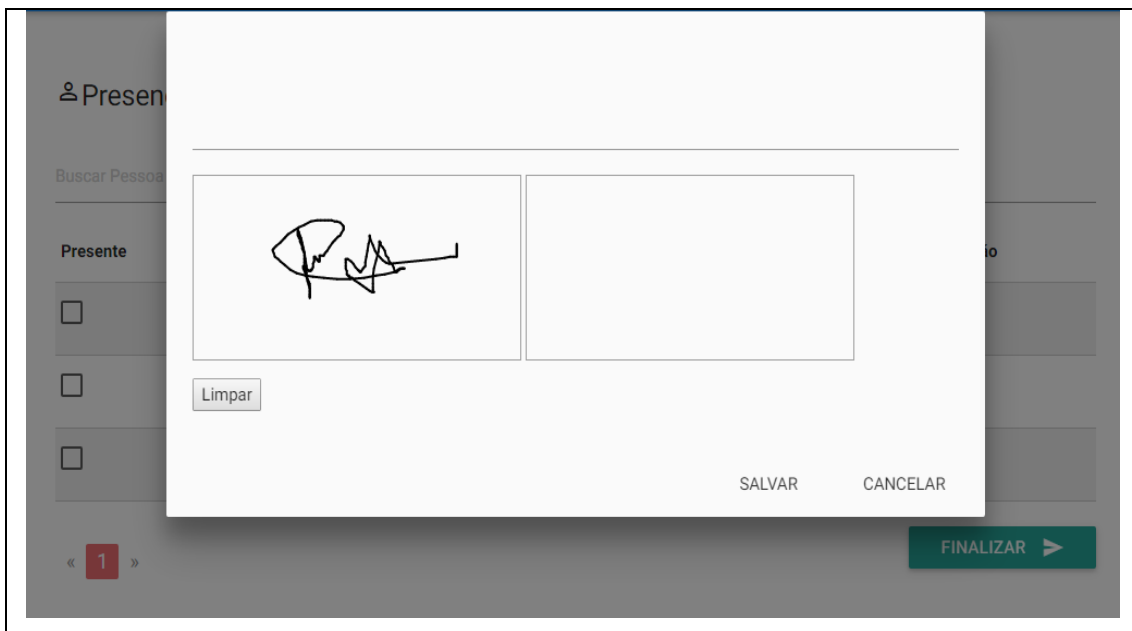 Presen
Buscar Pessoa
Presente
io
Limpar
SALVAR CANCELAR
« 1 »
FINALIZAR